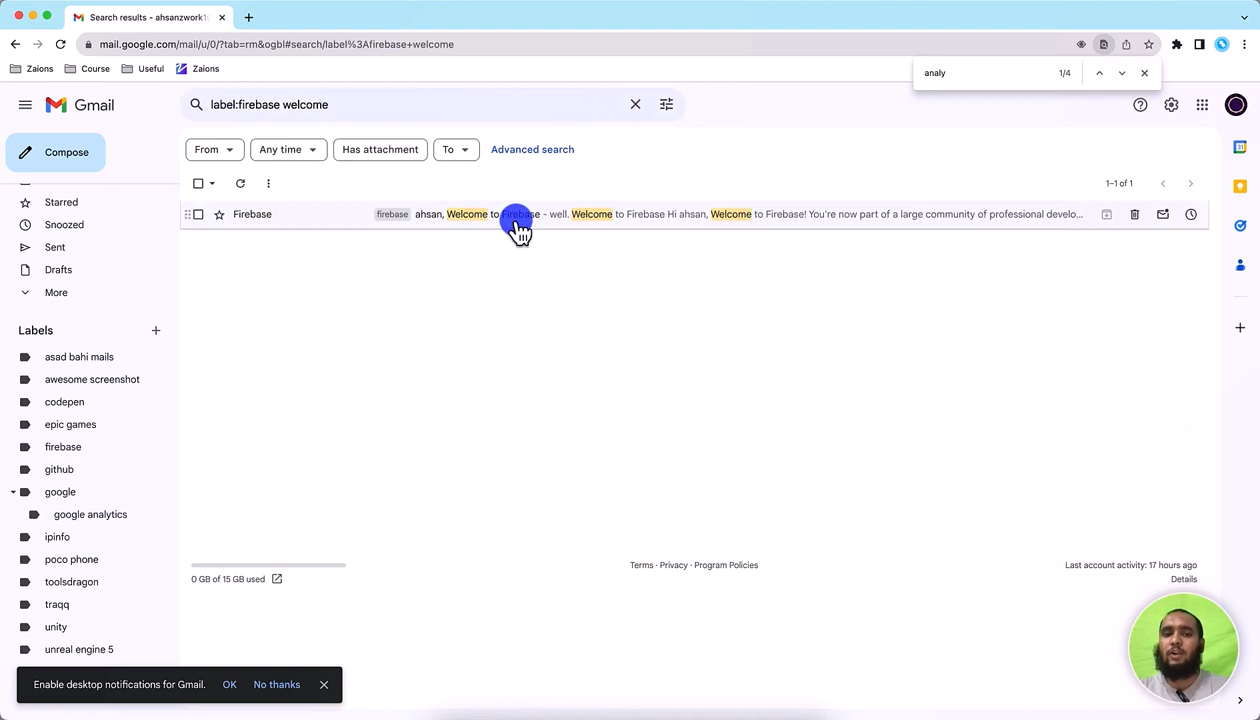 Search results - ahsanzwork1
mail.google.com/mail/u/0/?tab=rm&ogbl#search/label%3Afirebase+welcome
Zaions Course Useful Zaions
analy 1/4
Gmail
label:firebase welcome
Compose
From Any time Has attachment To Advanced search
1–1 of 1
Starred
Snoozed
Sent
Drafts
More
Firebase firebase ahsan, Welcome to Firebase - well. Welcome to Firebase Hi ahsan, Welcome to Firebase! You're now part of a large community of professional develo...
Labels
asad bahi mails
awesome screenshot
codepen
epic games
firebase
github
google
google analytics
ipinfo
poco phone
toolsdragon
traqq
unity
unreal engine 5
0 GB of 15 GB used
Terms · Privacy · Program Policies
Last account activity: 17 hours ago
Details
Enable desktop notifications for Gmail. OK No thanks
31